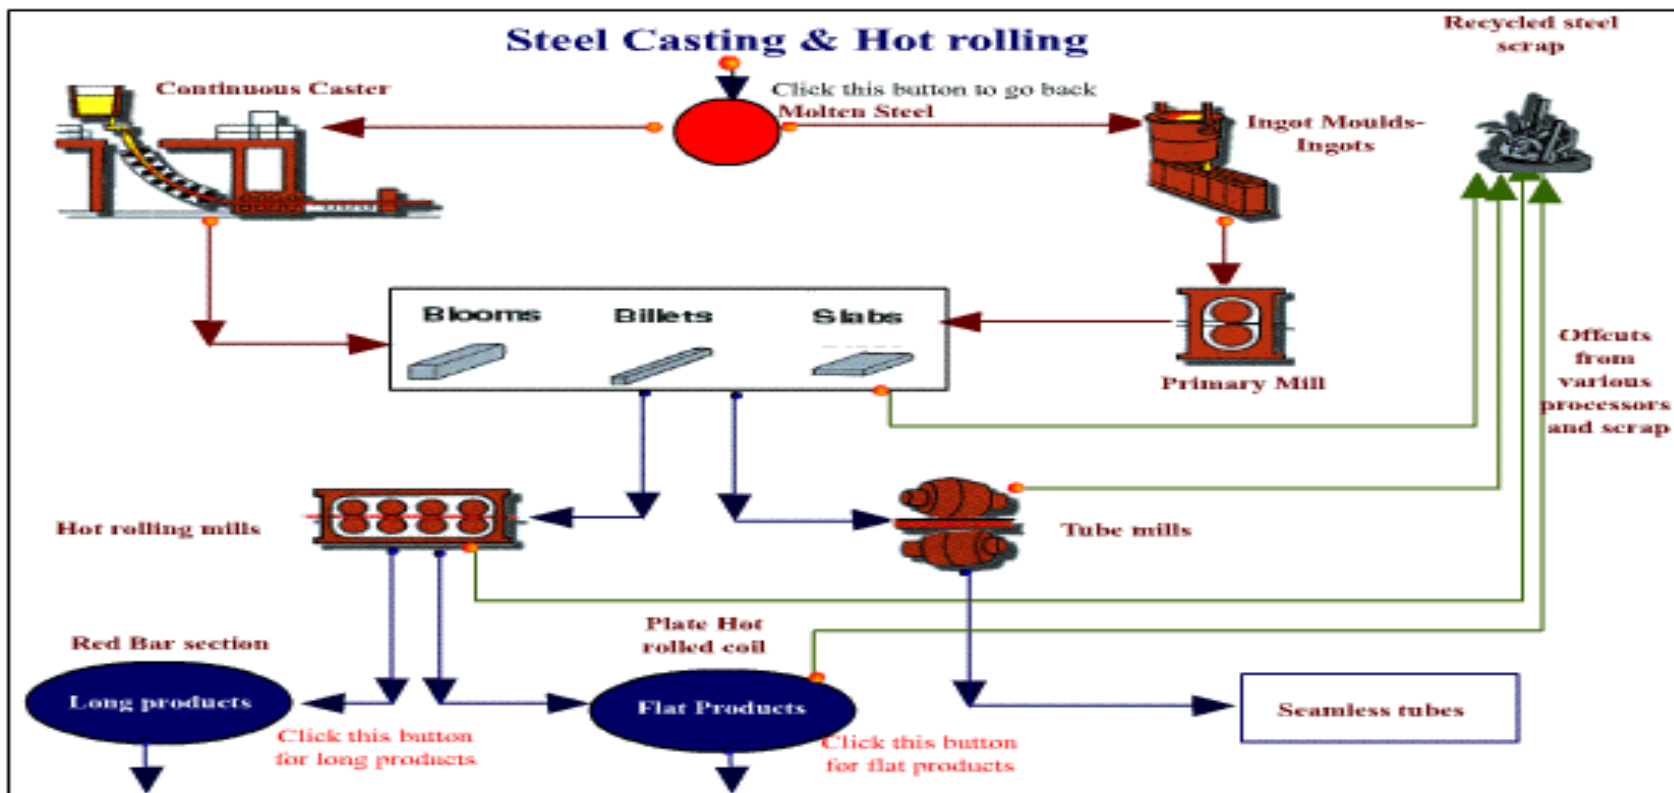 Steel Casting & Hot rolling
Recycled steel
scrap
Continuous Caster
Click this button to go back
Molten Steel
Ingot Moulds-
Ingots
Blooms
Billets
Slabs
Primary Mill
Offcuts
from
various
processors
and scrap
Hot rolling mills
Tube mills
Red Bar section
Plate Hot
rolled coil
Long products
Flat Products
Seamless tubes
Click this button
for long products
Click this button
for flat products